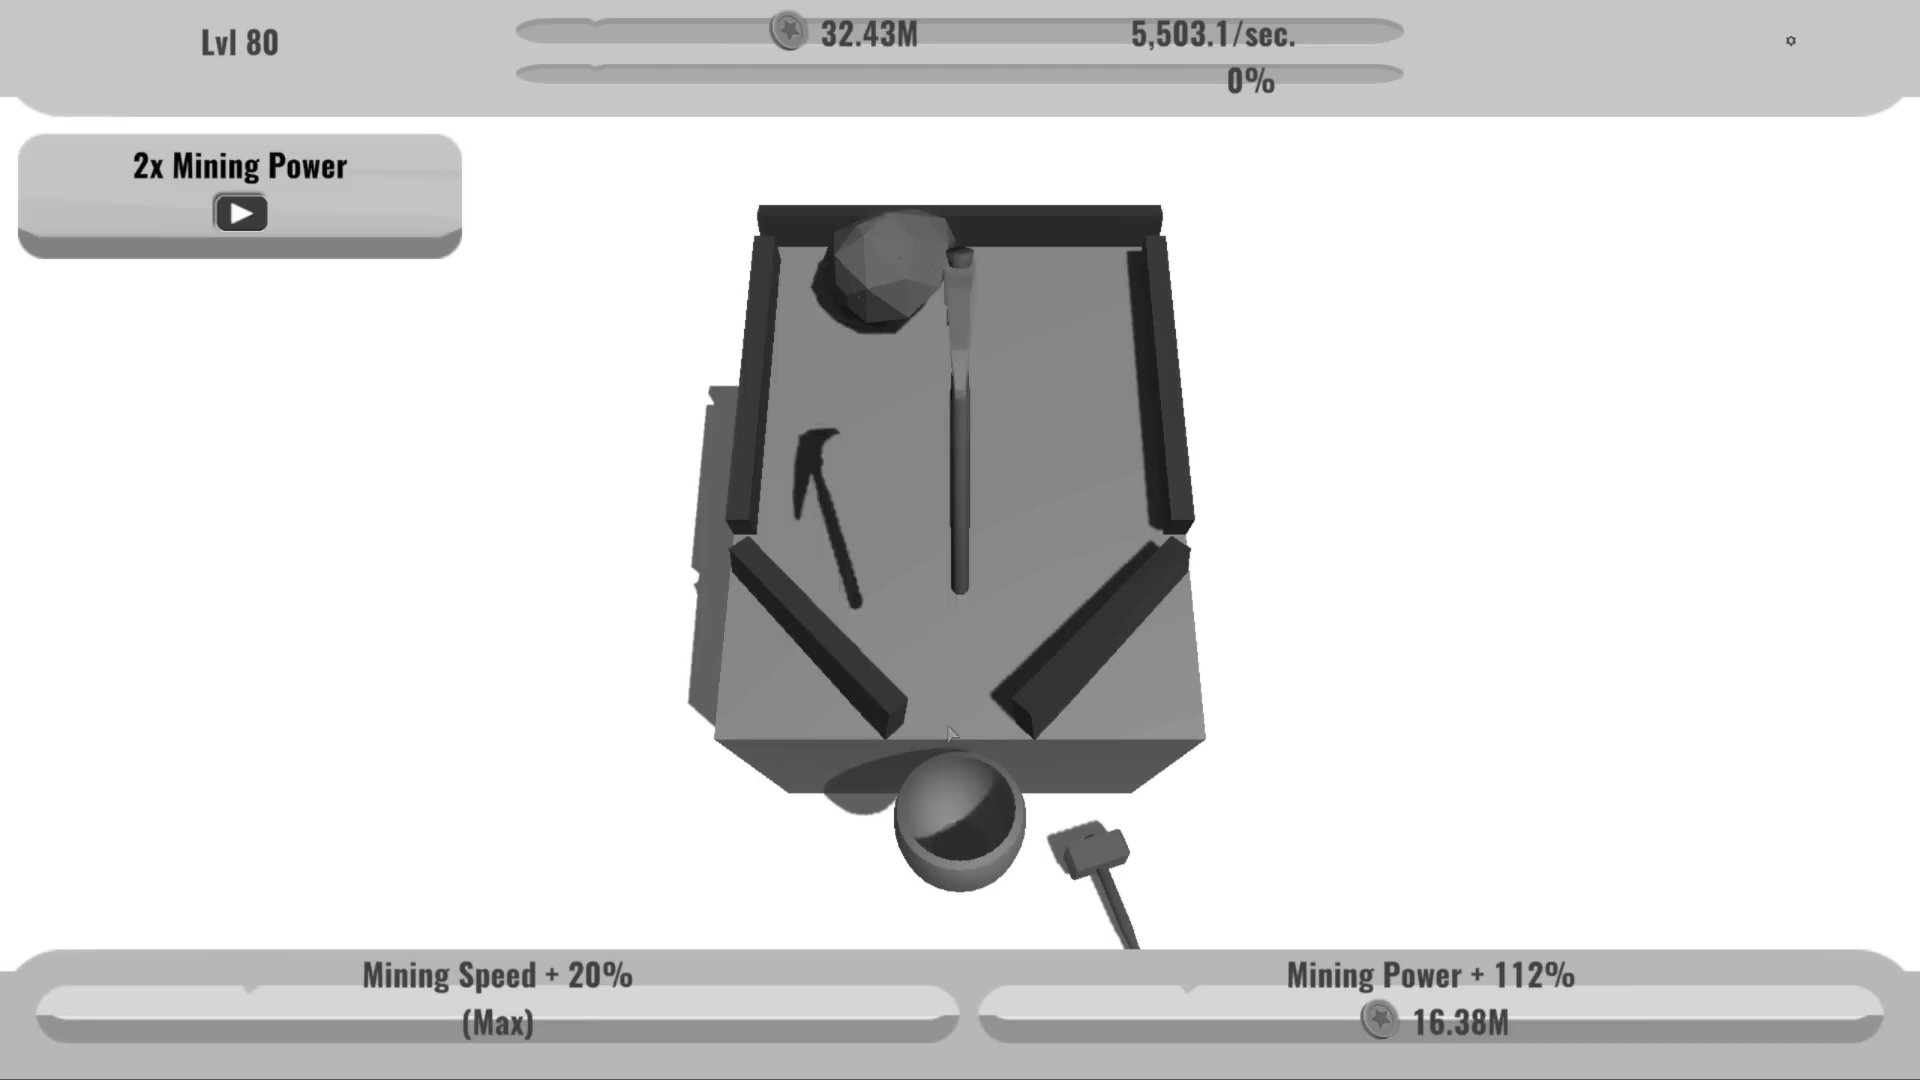 Lvl 80
32.43M
5,503.1/sec.
0%
2x Mining Power
Mining Speed + 20%
(Max)
Mining Power + 112%
16.38M